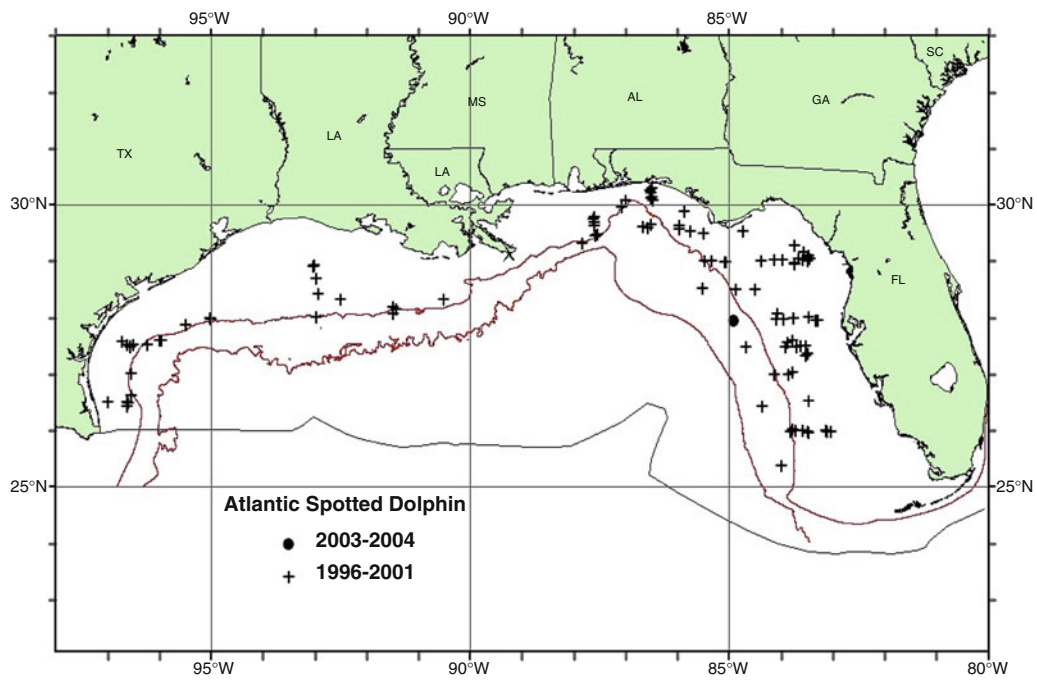 95°W 90°W 85°W
SC
MS AL GA
TX LA
LA
30°N 30°N
FL
25°N 25°N
Atlantic Spotted Dolphin
2003-2004
1996-2001
95°W 90°W 85°W 80°W